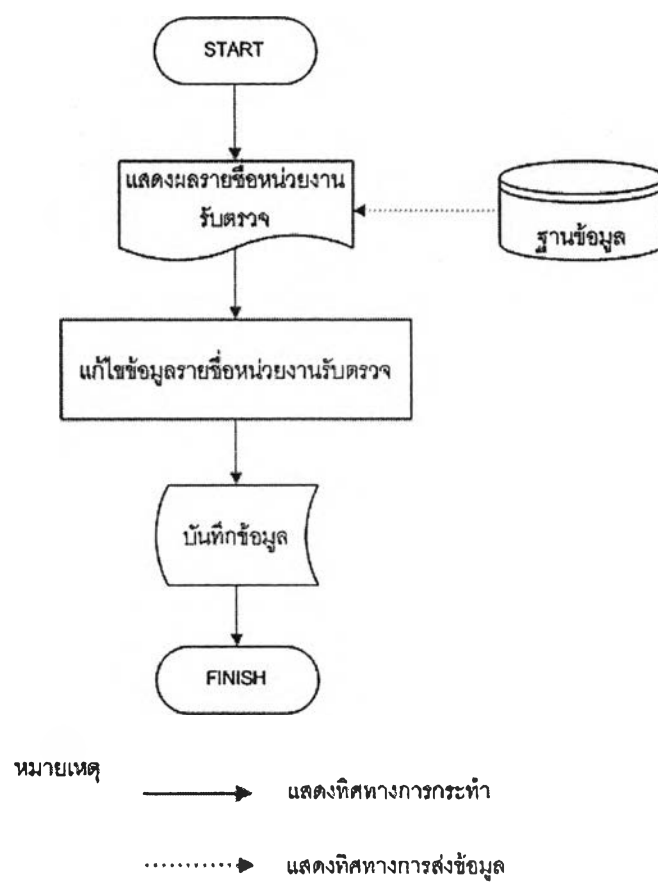 START
แสดงผลรายชื่อหน่วยงาน
รับตรวจ
ฐานข้อมูล
แก้ไขข้อมูลรายชื่อหน่วยงานรับตรวจ
บันทึกข้อมูล
FINISH
หมายเหตุ
แสดงทิศทางการกระทำ
แสดงทิศทางการส่งข้อมูล